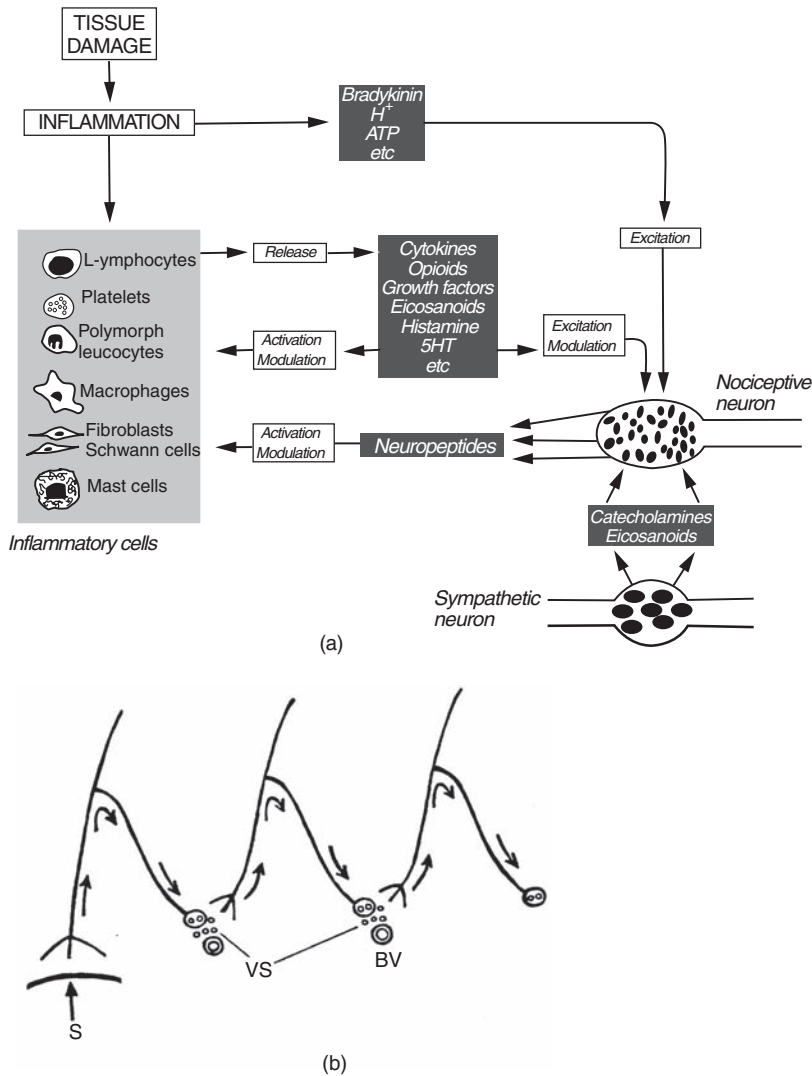 TISSUE
DAMAGE
INFLAMMATION
Bradykinin
H+
ATP
etc
Excitation
L-ymphocytes
Platelets
Polymorph
leucocytes
Macrophages
Fibroblasts
Schwann cells
Mast cells
Inflammatory cells
Release
Cytokines
Opioids
Growth factors
Eicosanoids
Histamine
5HT
etc
Activation
Modulation
Excitation
Modulation
Nociceptive
neuron
Activation
Modulation
Neuropeptides
Catecholamines
Eicosanoids
Sympathetic
neuron
(a)
VS
BV
S
(b)